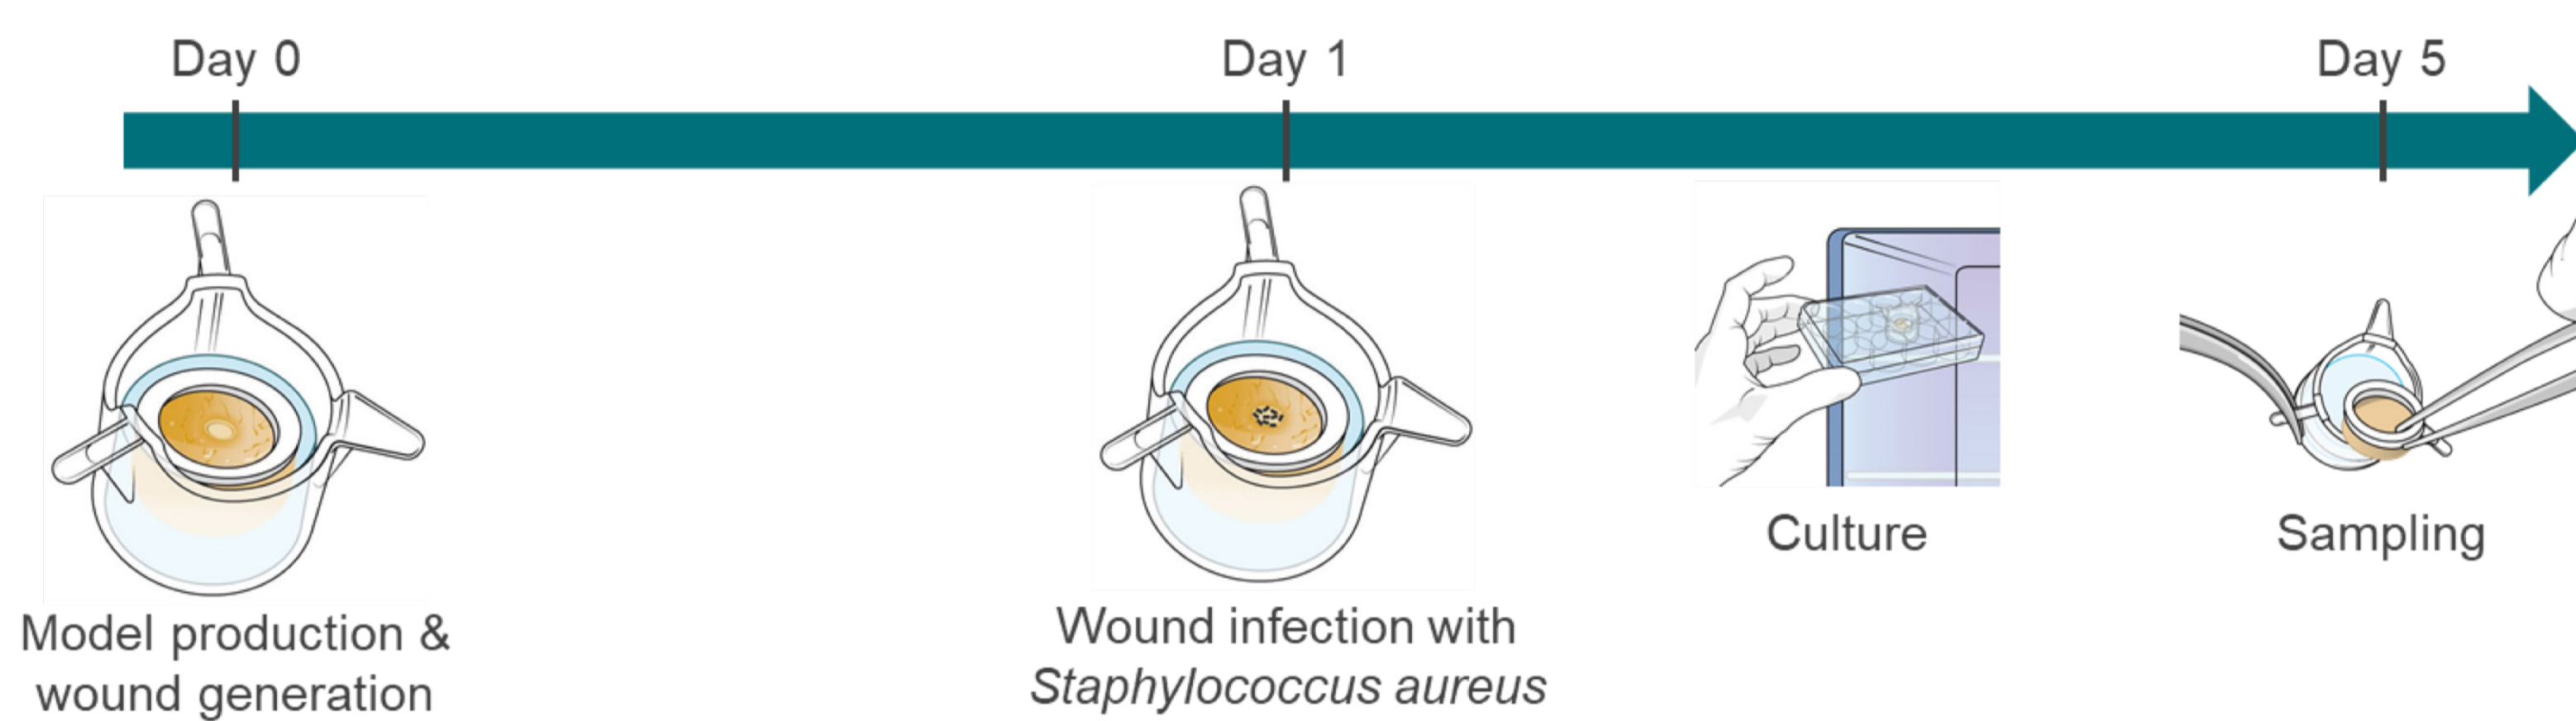 Day 0
Day 1
Day 5
Model production &
wound generation
Wound infection with
Staphylococcus aureus
Culture
Sampling